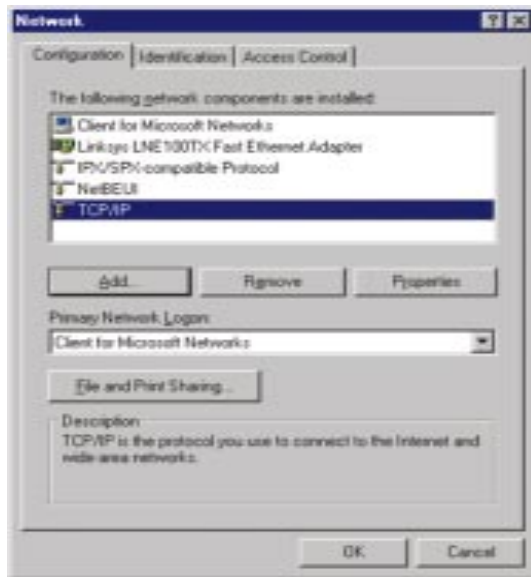 Network
Configuration Identification Access Control
The following network components are installed:
Client for Microsoft Networks
Linksys LNE100TX Fast Ethernet Adapter
IPX/SPX-compatible Protocol
NetBEUI
TCP/IP
Add...
Remove
Properties
Primary Network Logon:
Client for Microsoft Networks
File and Print Sharing...
Description
TCP/IP is the protocol you use to connect to the Internet and
wide-area networks.
OK
Cancel